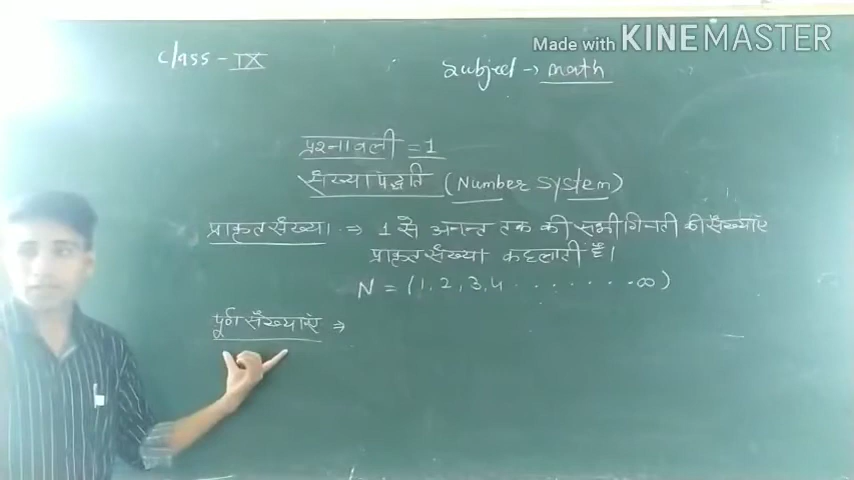 Made with KINEMASTER
Class - IX
Subject → math
प्रश्नावली = 1
संख्या पद्धति (Number System)
प्राकृत संख्या ⇒ 1 से अनन्त तक की सभी गिनती की संख्याएं
प्राकृत संख्या कहलाती है।
N = (1, 2, 3, 4 . . . . . . . . ∞)
पूर्ण संख्याएं ⇒